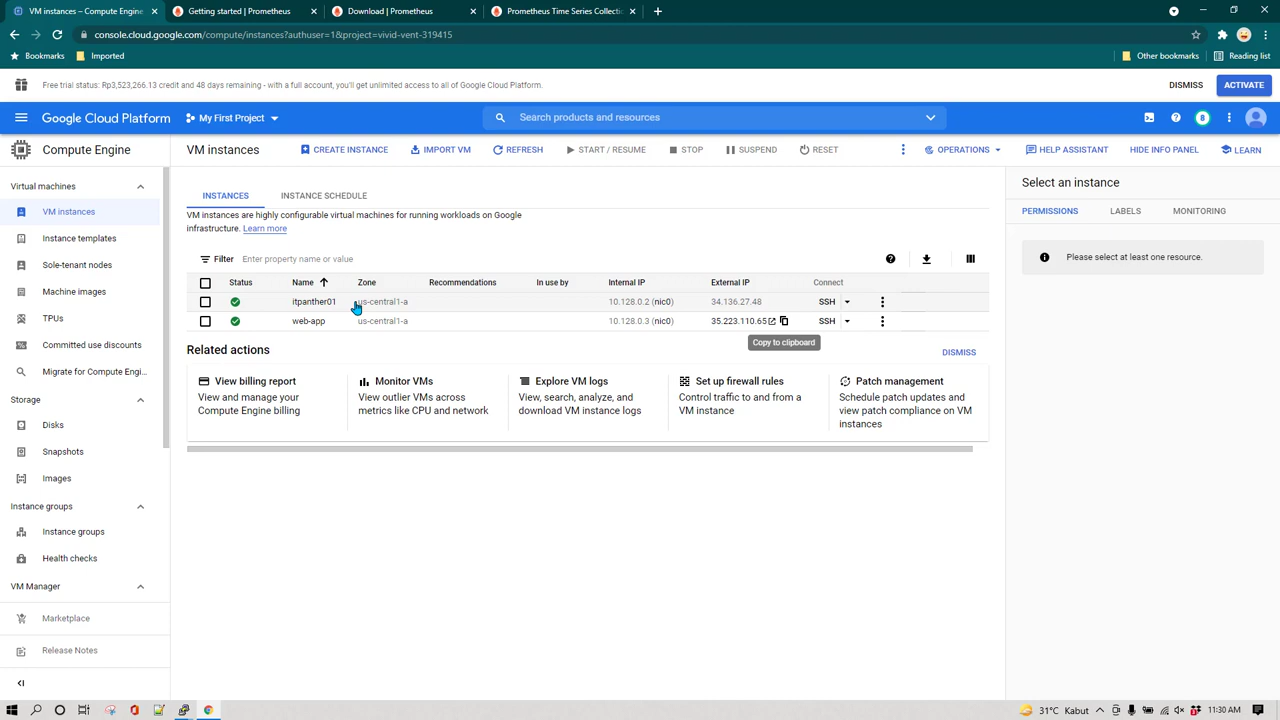 VM instances – Compute Engine
Getting started | Prometheus
Download | Prometheus
Prometheus Time Series Collectio
console.cloud.google.com/compute/instances?authuser=1&project=vivid-vent-319415
Bookmarks
Imported
Other bookmarks
Reading list
Free trial status: Rp3,523,266.13 credit and 48 days remaining - with a full account, you'll get unlimited access to all of Google Cloud Platform.
DISMISS
ACTIVATE
Google Cloud Platform
My First Project
Search products and resources
8
Compute Engine
VM instances
CREATE INSTANCE
IMPORT VM
REFRESH
START / RESUME
STOP
SUSPEND
RESET
OPERATIONS
HELP ASSISTANT
HIDE INFO PANEL
LEARN
Virtual machines
VM instances
Instance templates
Sole-tenant nodes
Machine images
TPUs
Committed use discounts
Migrate for Compute Engi...
Storage
Disks
Snapshots
Images
Instance groups
Instance groups
Health checks
VM Manager
Marketplace
Release Notes
INSTANCES
INSTANCE SCHEDULE
VM instances are highly configurable virtual machines for running workloads on Google
infrastructure. Learn more
Filter
Enter property name or value
Status
Name
Zone
Recommendations
In use by
Internal IP
External IP
Connect
itpanther01
us-central1-a
10.128.0.2 (nic0)
34.136.27.48
SSH
web-app
us-central1-a
10.128.0.3 (nic0)
35.223.110.65
SSH
Copy to clipboard
Related actions
DISMISS
View billing report
View and manage your
Compute Engine billing
Monitor VMs
View outlier VMs across
metrics like CPU and network
Explore VM logs
View, search, analyze, and
download VM instance logs
Set up firewall rules
Control traffic to and from a
VM instance
Patch management
Schedule patch updates and
view patch compliance on VM
instances
Select an instance
PERMISSIONS
LABELS
MONITORING
Please select at least one resource.
31°C Kabut
11:30 AM